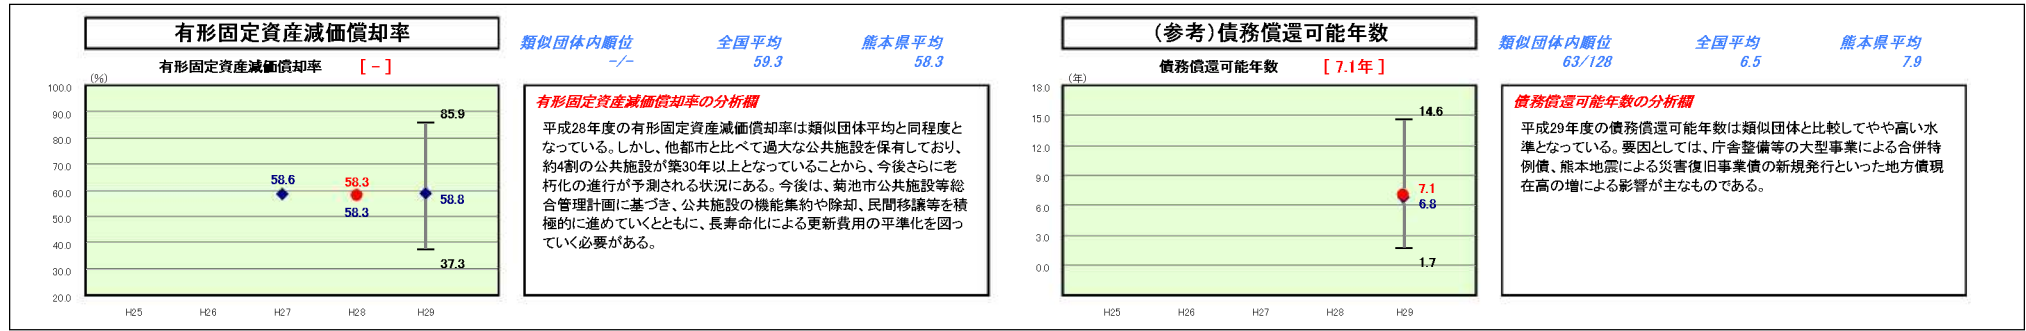 有形固定資産減価償却率
有形固定資産減価償却率 [ - ]
類似団体内順位
-/-
全国平均
59.3
熊本県平均
58.3
(%)
100.0
90.0
80.0
70.0
60.0
50.0
40.0
30.0
20.0
85.9
58.6
58.3
58.3
58.8
37.3
H25 H26 H27 H28 H29
有形固定資産減価償却率の分析欄
平成28年度の有形固定資産減価償却率は類似団体平均と同程度と
なっている。しかし、他都市と比べて過大な公共施設を保有しており、
約4割の公共施設が築30年以上となっていることから、今後さらに老
朽化の進行が予測される状況にある。今後は、菊池市公共施設等総
合管理計画に基づき、公共施設の機能集約や除却、民間移譲等を積
極的に進めていくとともに、長寿命化による更新費用の平準化を図っ
ていく必要がある。
(参考)債務償還可能年数
債務償還可能年数 [ 7.1年 ]
類似団体内順位
63/128
全国平均
6.5
熊本県平均
7.9
(年)
18.0
15.0
12.0
9.0
6.0
3.0
0.0
14.6
7.1
6.8
1.7
H25 H26 H27 H28 H29
債務償還可能年数の分析欄
平成29年度の債務償還可能年数は類似団体と比較してやや高い水
準となっている。要因としては、庁舎整備等の大型事業による合併特
例債、熊本地震による災害復旧事業債の新規発行といった地方債現
在高の増による影響が主なものである。